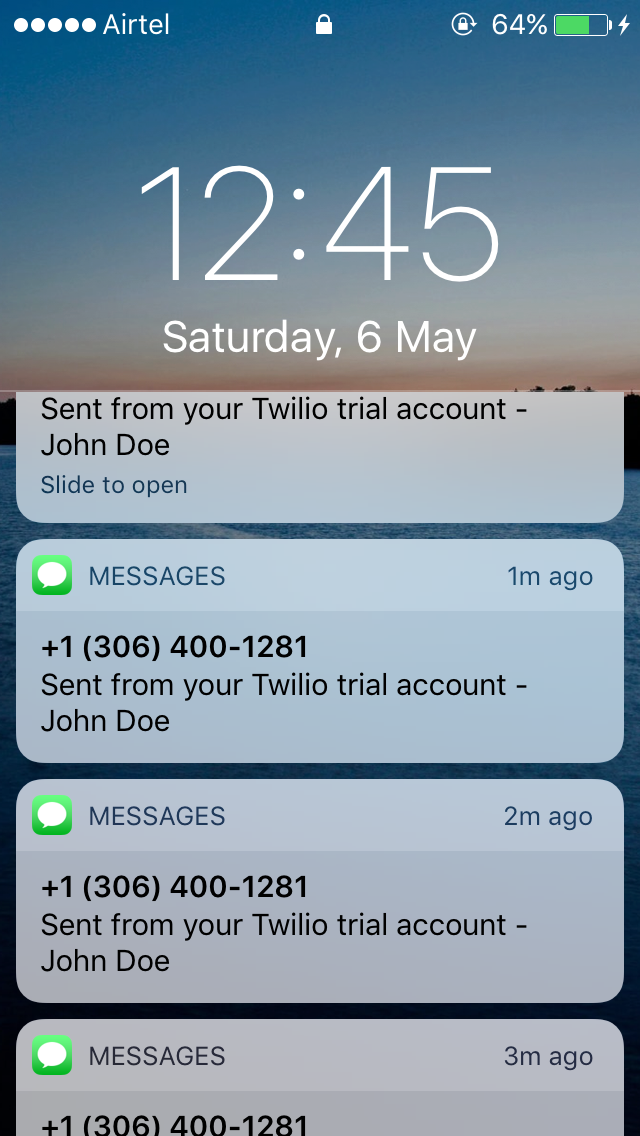 Airtel 64%
12:45
Saturday, 6 May
Sent from your Twilio trial account -
John Doe
Slide to open
MESSAGES 1m ago
+1 (306) 400-1281
Sent from your Twilio trial account -
John Doe
MESSAGES 2m ago
+1 (306) 400-1281
Sent from your Twilio trial account -
John Doe
MESSAGES 3m ago
+1 (306) 400-1281